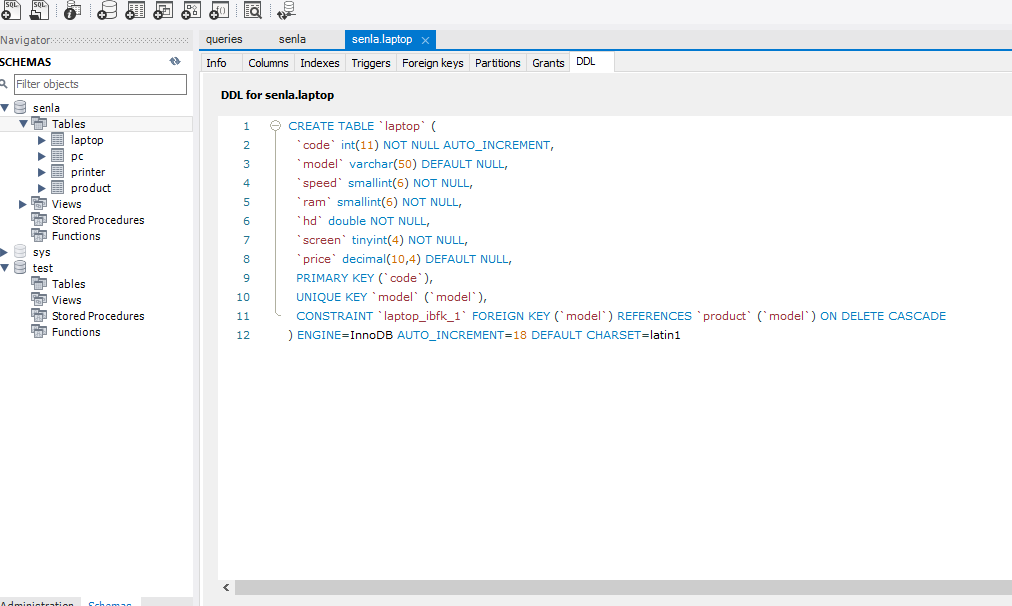 SQL
SQL
queries senla senla.laptop
Navigator
Info Columns Indexes Triggers Foreign keys Partitions Grants DDL
SCHEMAS
Filter objects
senla
Tables
laptop
pc
printer
product
Views
Stored Procedures
Functions
sys
test
Tables
Views
Stored Procedures
Functions
Administration Schemas
DDL for senla.laptop
1 CREATE TABLE `laptop` (
2 `code` int(11) NOT NULL AUTO_INCREMENT,
3 `model` varchar(50) DEFAULT NULL,
4 `speed` smallint(6) NOT NULL,
5 `ram` smallint(6) NOT NULL,
6 `hd` double NOT NULL,
7 `screen` tinyint(4) NOT NULL,
8 `price` decimal(10,4) DEFAULT NULL,
9 PRIMARY KEY (`code`),
10 UNIQUE KEY `model` (`model`),
11 CONSTRAINT `laptop_ibfk_1` FOREIGN KEY (`model`) REFERENCES `product` (`model`) ON DELETE CASCADE
12 ) ENGINE=InnoDB AUTO_INCREMENT=18 DEFAULT CHARSET=latin1